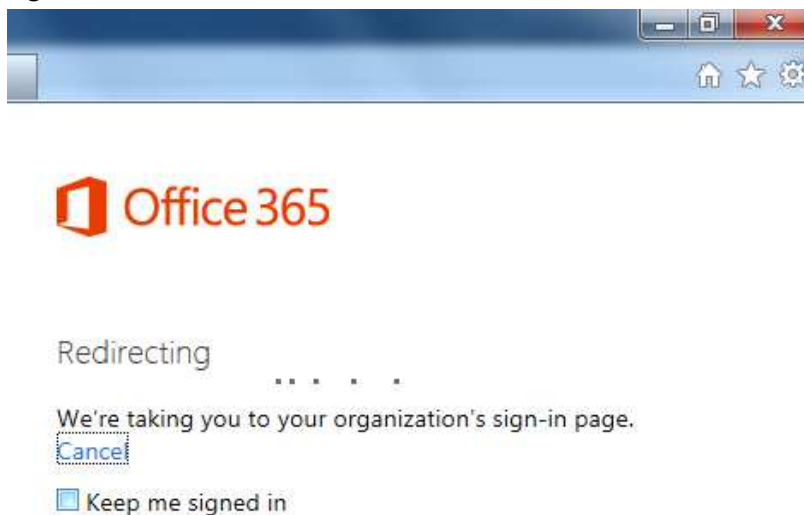 Office 365
Redirecting
We're taking you to your organization's sign-in page.
Cancel
Keep me signed in